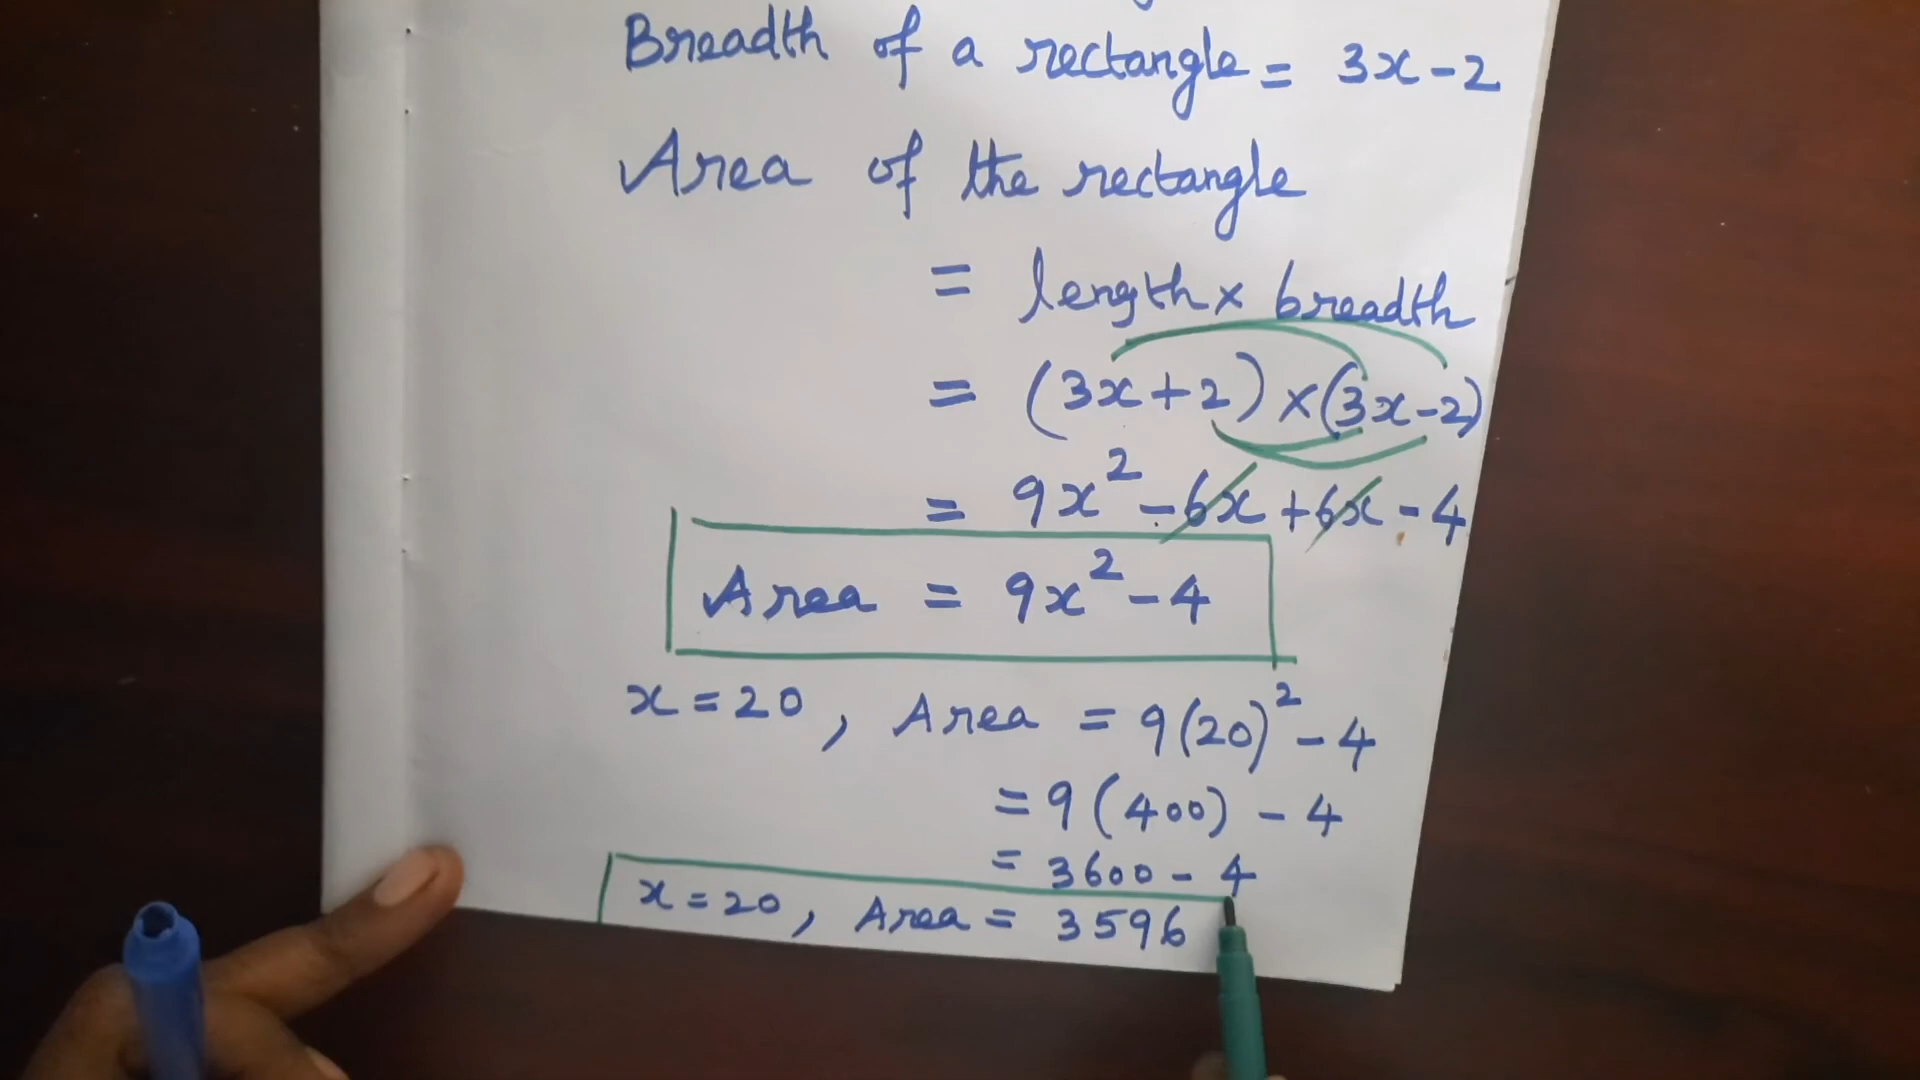 Breadth of a rectangle = 3x-2
Area of the rectangle
= length × breadth
= (3x+2) × (3x-2)
= 9x² - 6x + 6x - 4
Area = 9x² - 4
x = 20, Area = 9(20)² - 4
= 9(400) - 4
= 3600 - 4
x = 20, Area = 3596